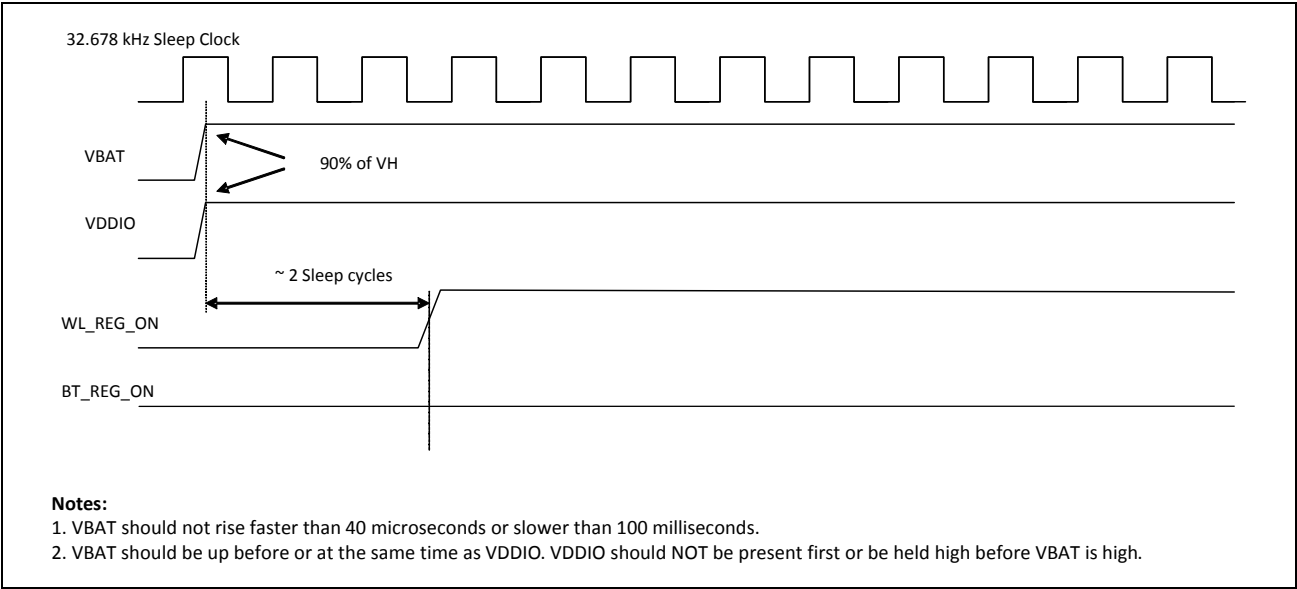 32.678 kHz Sleep Clock
VBAT
90% of VH
VDDIO
~ 2 Sleep cycles
WL_REG_ON
BT_REG_ON
Notes:
1. VBAT should not rise faster than 40 microseconds or slower than 100 milliseconds.
2. VBAT should be up before or at the same time as VDDIO. VDDIO should NOT be present first or be held high before VBAT is high.